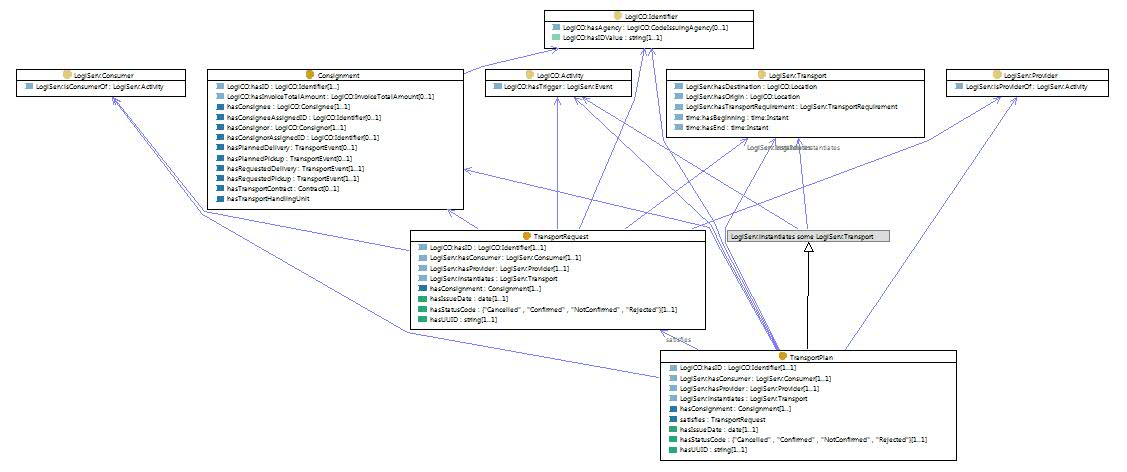 LogiCO:Identifier
LogiCO:hasAgency : LogiCO:CodeIssuingAgency[0..1]
LogiCO:hasIDValue : string[1..1]
LogiServ:Consumer
LogiServ:isConsumerOf : LogiServ:Activity
Consignment
LogiCO:hasID : LogiCO:Identifier[1..]
LogiCO:hasInvoiceTotalAmount : LogiCO:InvoiceTotalAmount[0..1]
hasConsignee : LogiCO:Consignee[1..1]
hasConsigneeAssignedID : LogiCO:Identifier[0..1]
hasConsignor : LogiCO:Consignor[1..1]
hasConsignorAssignedID : LogiCO:Identifier[0..1]
hasPlannedDelivery : TransportEvent[0..1]
hasPlannedPickup : TransportEvent[0..1]
hasRequestedDelivery : TransportEvent[1..1]
hasRequestedPickup : TransportEvent[1..1]
hasTransportContract : Contract[0..1]
hasTransportHandlingUnit
LogiCO:Activity
LogiCO:hasTrigger : LogiServ:Event
LogiServ:Transport
LogiServ:hasDestination : LogiCO:Location
LogiServ:hasOrigin : LogiCO:Location
LogiServ:hasTransportRequirement : LogiServ:TransportRequirement
time:hasBeginning : time:Instant
time:hasEnd : time:Instant
LogiServ:Provider
LogiServ:isProviderOf : LogiServ:Activity
TransportRequest
LogiCO:hasID : LogiCO:Identifier[1..1]
LogiServ:hasConsumer : LogiServ:Consumer[1..1]
LogiServ:hasProvider : LogiServ:Provider[1..1]
LogiServ:instantiates : LogiServ:Transport
hasConsignment : Consignment[1..]
hasIssueDate : date[1..1]
hasStatusCode : {"Cancelled" , "Confirmed" , "NotConfirmed" , "Rejected"}[1..1]
hasUUID : string[1..1]
LogiServ:instantiates some LogiServ:Transport
satisfies
TransportPlan
LogiCO:hasID : LogiCO:Identifier[1..1]
LogiServ:hasConsumer : LogiServ:Consumer[1..1]
LogiServ:hasProvider : LogiServ:Provider[1..1]
LogiServ:instantiates : LogiServ:Transport
hasConsignment : Consignment[1..]
satisfies : TransportRequest
hasIssueDate : date[1..1]
hasStatusCode : {"Cancelled" , "Confirmed" , "NotConfirmed" , "Rejected"}[1..1]
hasUUID : string[1..1]